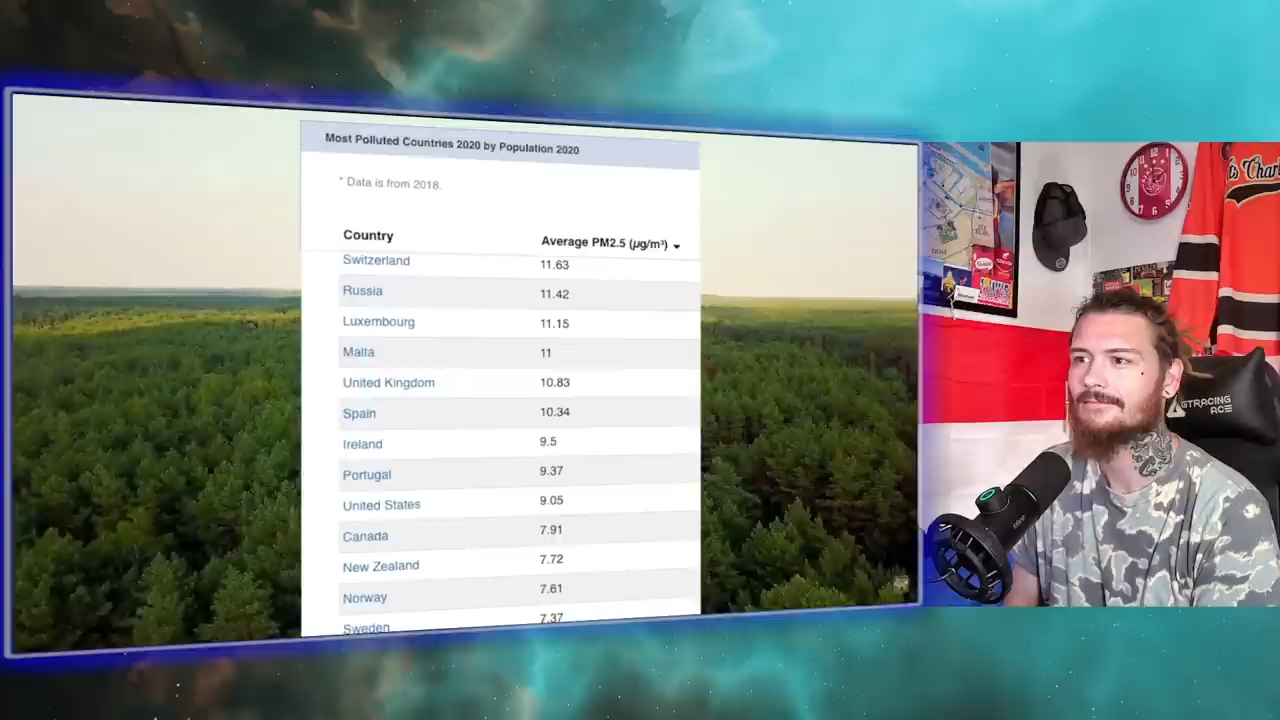 Most Polluted Countries 2020 by Population 2020
* Data is from 2018.
Country Average PM2.5 (µg/m³)
Switzerland 11.63
Russia 11.42
Luxembourg 11.15
Malta 11
United Kingdom 10.83
Spain 10.34
Ireland 9.5
Portugal 9.37
United States 9.05
Canada 7.91
New Zealand 7.72
Norway 7.61
Sweden 7.37
GTRACING
ACE